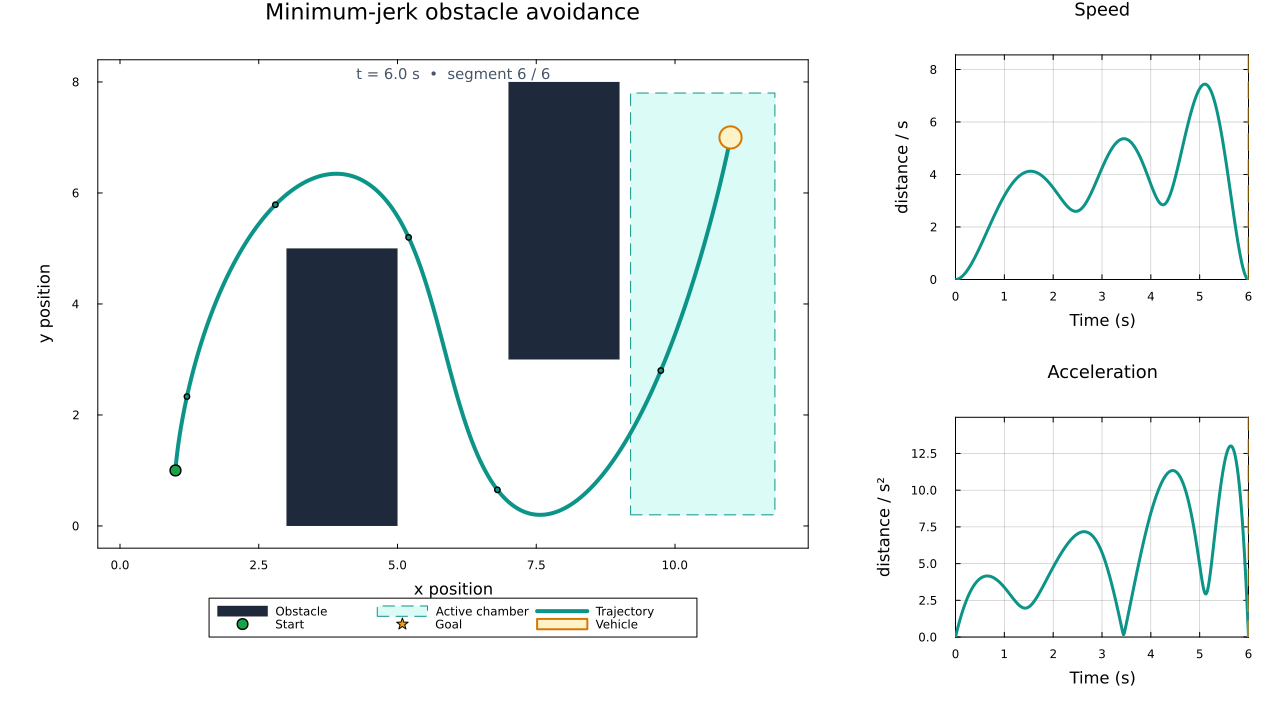 Minimum-jerk obstacle avoidance
t = 6.0 s • segment 6 / 6
y position
8
6
4
2
0
0.0 2.5 5.0 7.5 10.0
x position
Obstacle Active chamber Trajectory
Start Goal Vehicle
Speed
distance / s
8
6
4
2
0
0 1 2 3 4 5 6
Time (s)
Acceleration
distance / s²
12.5
10.0
7.5
5.0
2.5
0.0
0 1 2 3 4 5 6
Time (s)